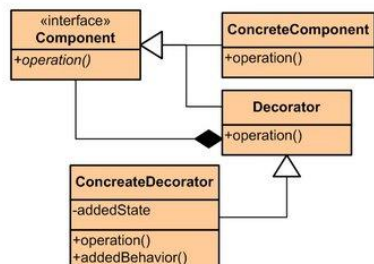 «interface»
Component
+operation()
ConcreteComponent
+operation()
Decorator
+operation()
ConcreateDecorator
-addedState
+operation()
+addedBehavior()